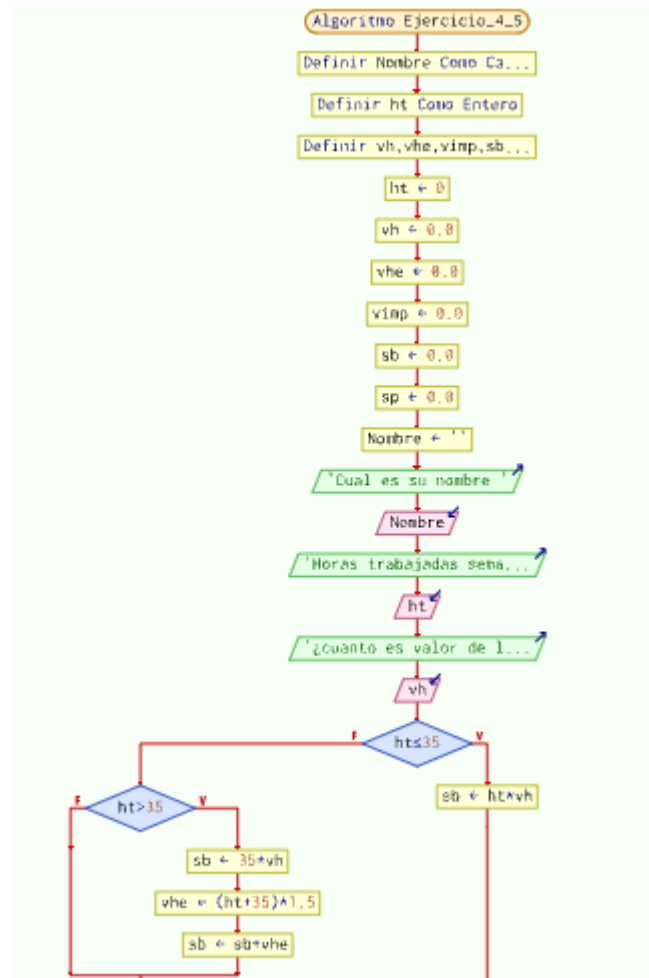 Algoritmo Ejercicio_4_5
Definir Nombre Como Ca...
Definir ht Como Entero
Definir vh,vhe,vimp,sb...
ht ← 0
vh ← 0.0
vhe ← 0.0
vimp ← 0.0
sb ← 0.0
sp ← 0.0
Nombre ← ''
'Cual es su nombre '
Nombre
'Horas trabajadas sema...
ht
'¿cuanto es valor de l...
vh
F ht≤35 V
sb ← ht*vh
F ht>35 V
sb ← 35*vh
vhe ← (ht+35)*1.5
sb ← sb+vhe